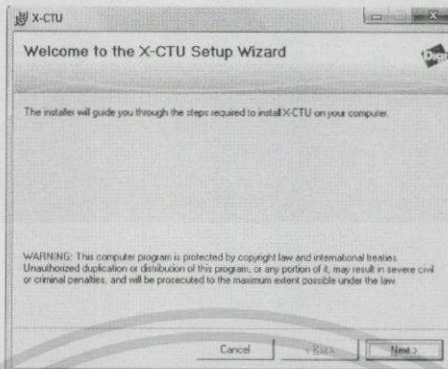 X-CTU
Welcome to the X-CTU Setup Wizard
Digi
The installer will guide you through the steps required to install X-CTU on your computer.
WARNING: This computer program is protected by copyright law and international treaties.
Unauthorized duplication or distribution of this program, or any portion of it, may result in severe civil
or criminal penalties, and will be prosecuted to the maximum extent possible under the law.
Cancel
< Back
Next >